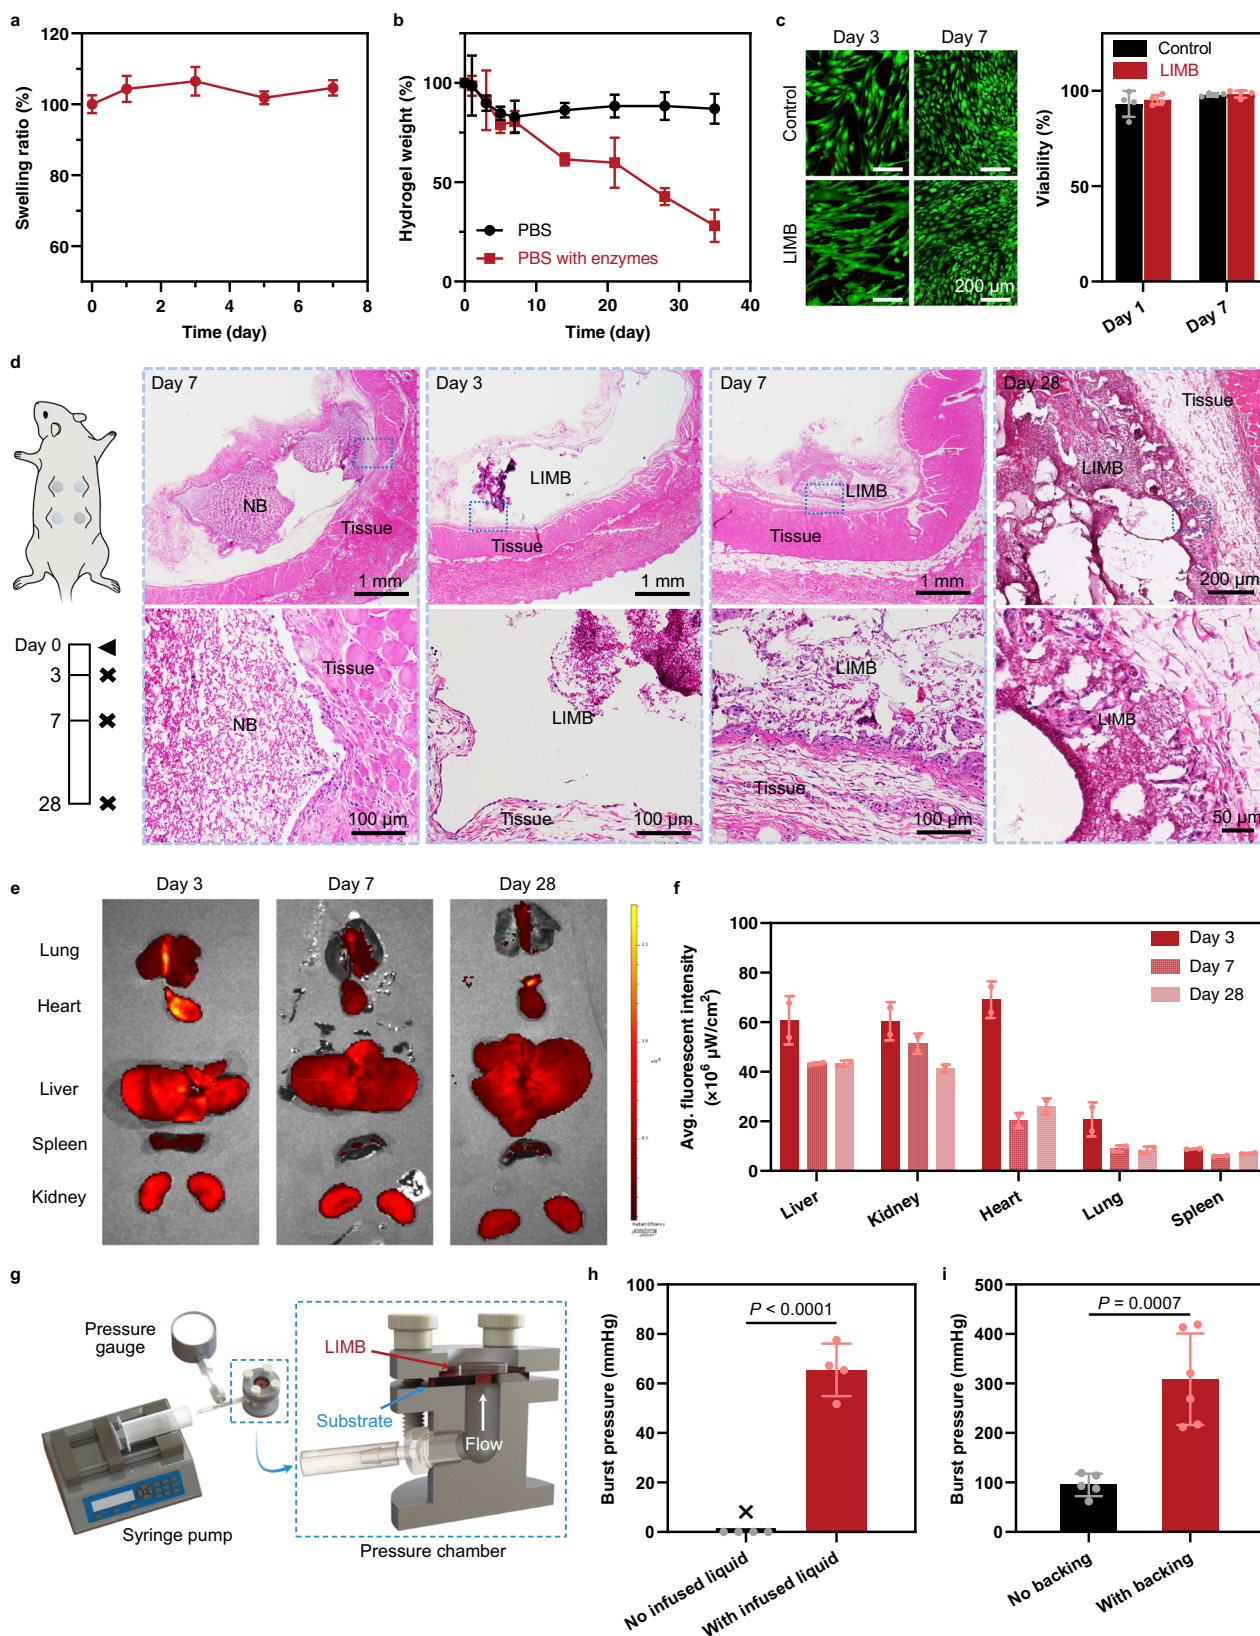 a
Swelling ratio (%)
120
100
80
60
0
2
4
6
8
Time (day)
b
Hydrogel weight (%)
100
50
0
PBS
PBS with enzymes
0
10
20
30
40
Time (day)
c
Day 3
Day 7
Control
LIMB
200 µm
Viability (%)
100
50
0
Control
LIMB
Day 1
Day 7
d
Day 0
3
7
28
Day 7
NB
Tissue
1 mm
Day 3
LIMB
Tissue
1 mm
Day 7
LIMB
Tissue
1 mm
Day 28
Tissue
LIMB
200 µm
Tissue
NB
100 µm
LIMB
Tissue
100 µm
LIMB
Tissue
100 µm
LIMB
50 µm
e
Day 3
Day 7
Day 28
Lung
Heart
Liver
Spleen
Kidney
Radiant Efficiency
f
Avg. fluorescent intensity
(×10⁶ µW/cm²)
100
80
60
40
20
0
Day 3
Day 7
Day 28
Liver
Kidney
Heart
Lung
Spleen
g
Pressure
gauge
Syringe pump
LIMB
Substrate
Flow
Pressure chamber
h
Burst pressure (mmHg)
100
80
60
40
20
0
P < 0.0001
No infused liquid
With infused liquid
i
Burst pressure (mmHg)
500
400
300
200
100
0
P = 0.0007
No backing
With backing